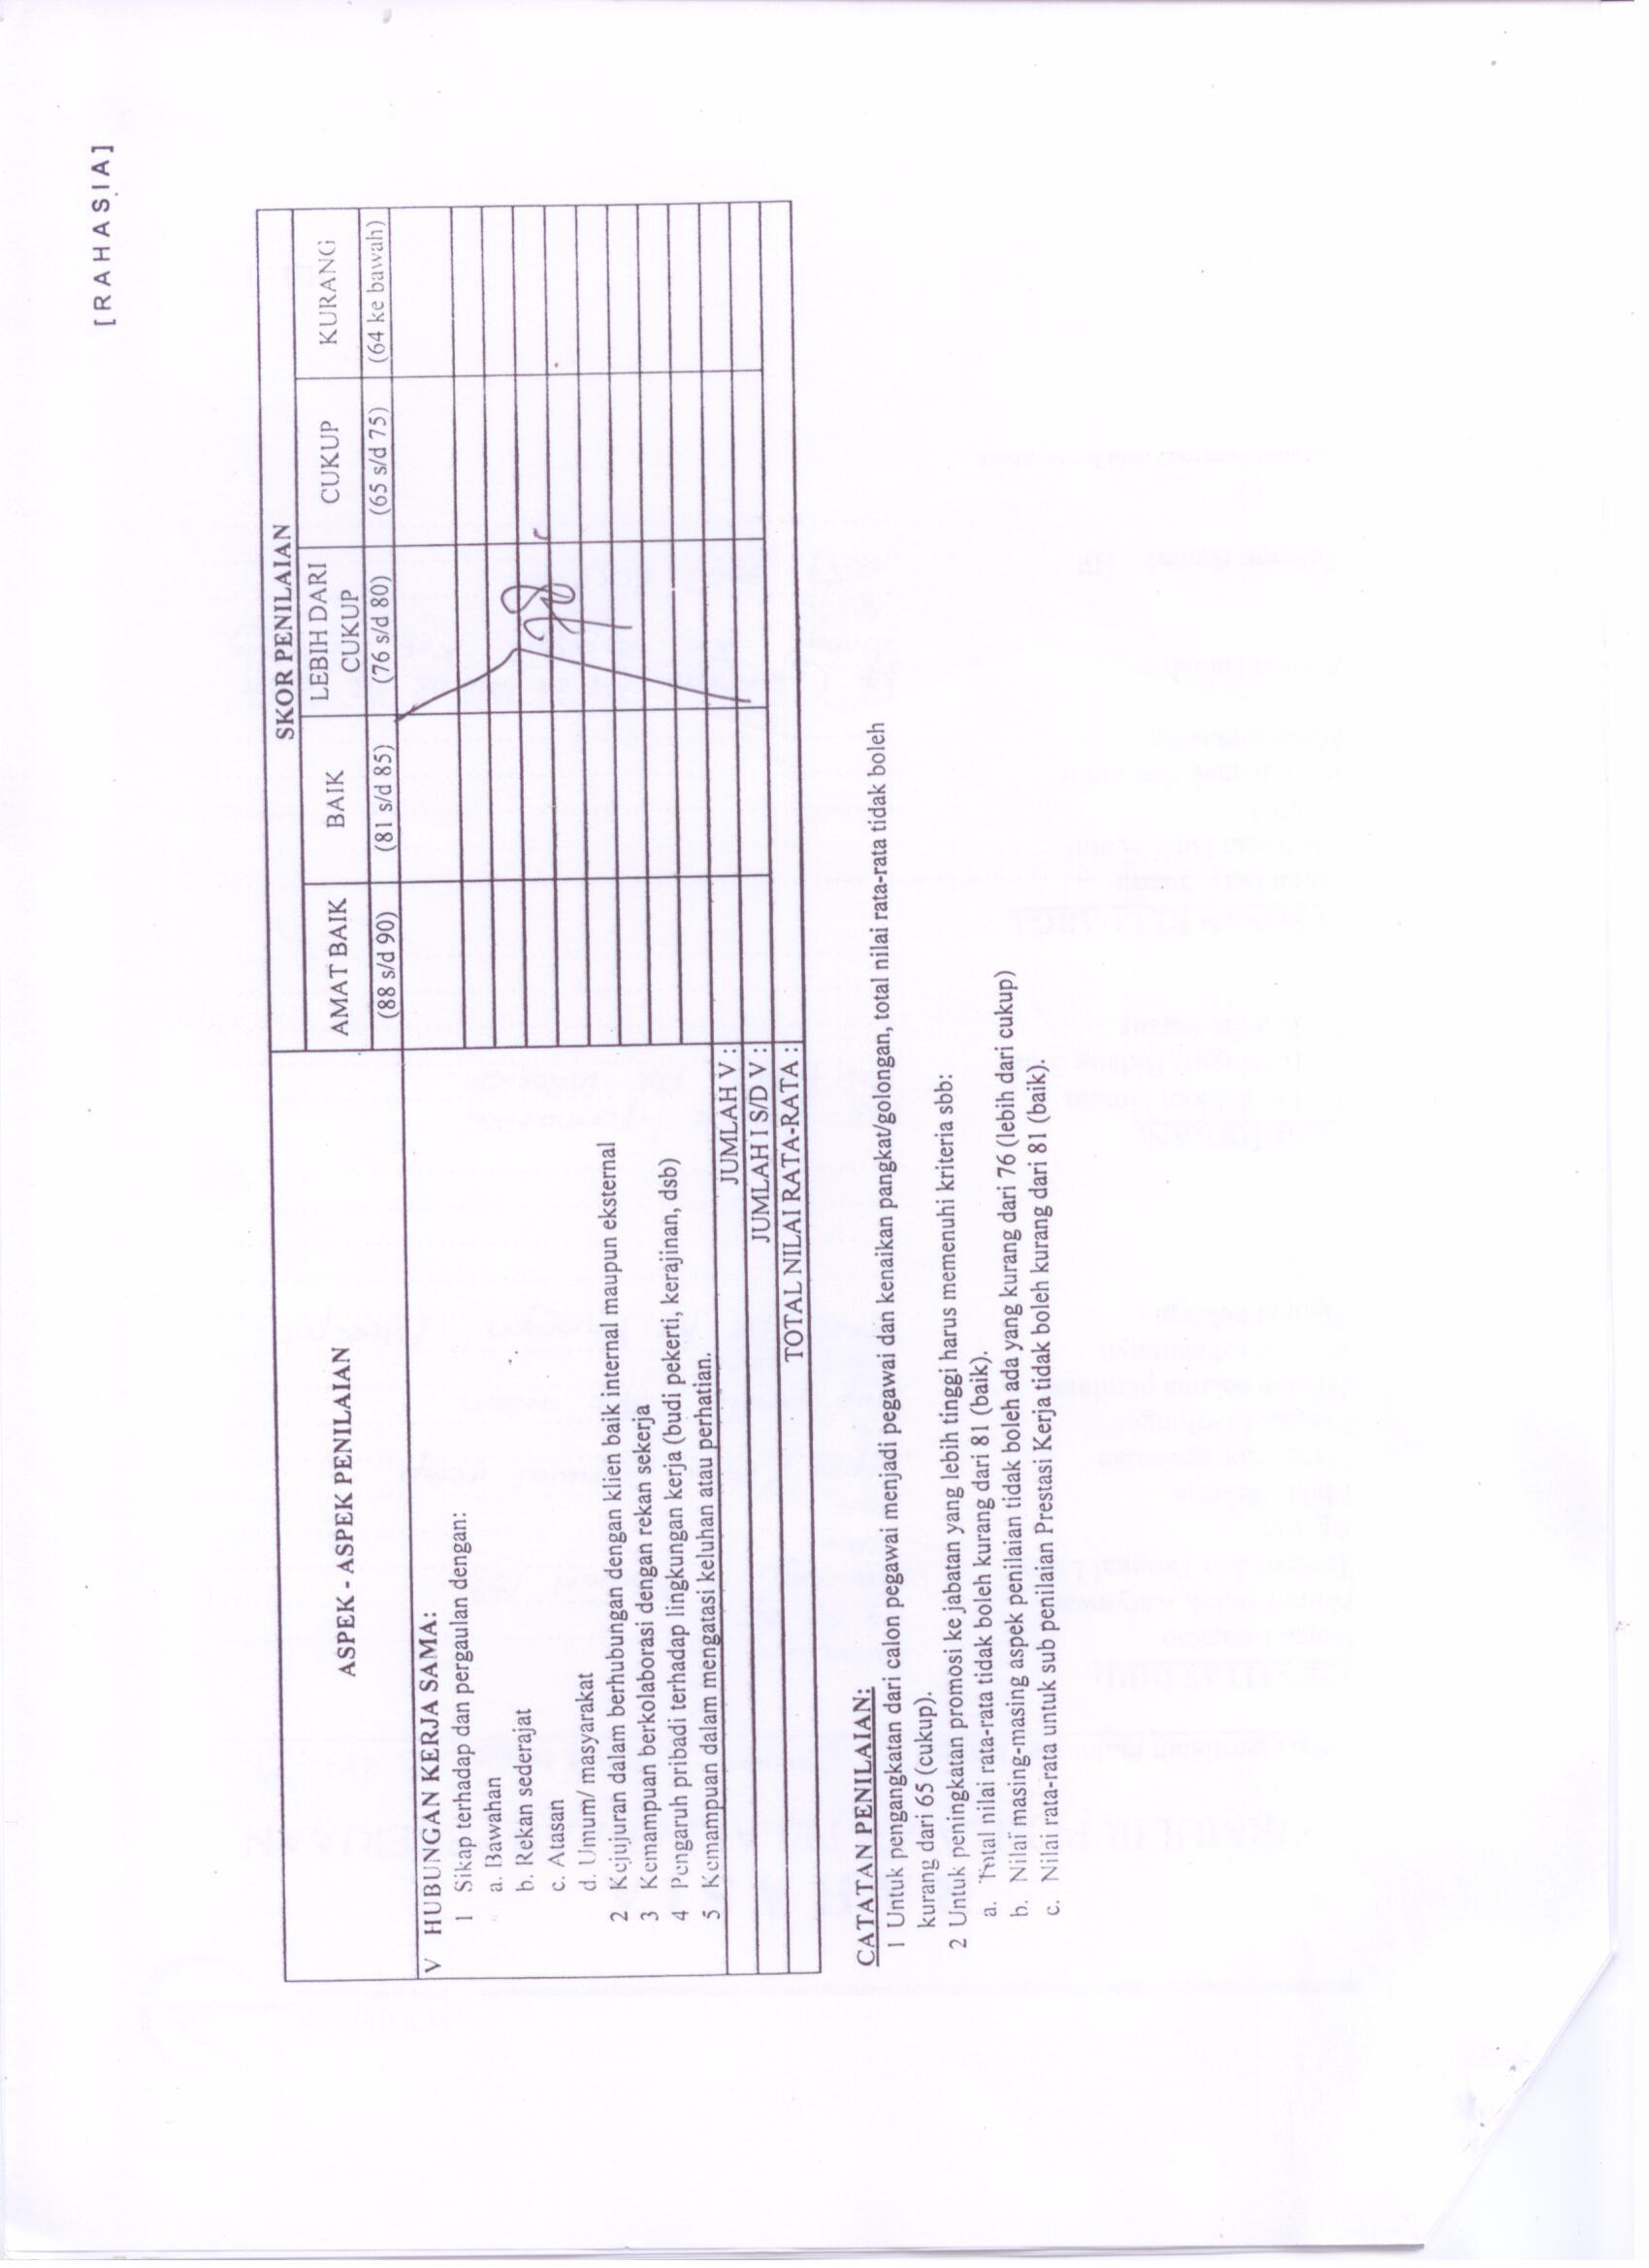 [RAHASIA]
ASPEK - ASPEK PENILAIAN
SKOR PENILAIAN
AMAT BAIK
BAIK
LEBIH DARI
CUKUP
CUKUP
KURANG
(88 s/d 90)
(81 s/d 85)
(76 s/d 80)
(65 s/d 75)
(64 ke bawah)
V HUBUNGAN KERJA SAMA:
1 Sikap terhadap dan pergaulan dengan:
a. Bawahan
b. Rekan sederajat
c. Atasan
d. Umum/ masyarakat
2 Kejujuran dalam berhubungan dengan klien baik internal maupun eksternal
3 Kemampuan berkolaborasi dengan rekan sekerja
4 Pengaruh pribadi terhadap lingkungan kerja (budi pekerti, kerajinan, dsb)
5 Kemampuan dalam mengatasi keluhan atau perhatian.
78
JUMLAH V :
JUMLAH I S/D V :
TOTAL NILAI RATA-RATA :
CATATAN PENILAIAN:
1 Untuk pengangkatan dari calon pegawai menjadi pegawai dan kenaikan pangkat/golongan, total nilai rata-rata tidak boleh
kurang dari 65 (cukup).
2 Untuk peningkatan promosi ke jabatan yang lebih tinggi harus memenuhi kriteria sbb:
a. Total nilai rata-rata tidak boleh kurang dari 81 (baik).
b. Nilai masing-masing aspek penilaian tidak boleh ada yang kurang dari 76 (lebih dari cukup)
c. Nilai rata-rata untuk sub penilaian Prestasi Kerja tidak boleh kurang dari 81 (baik).